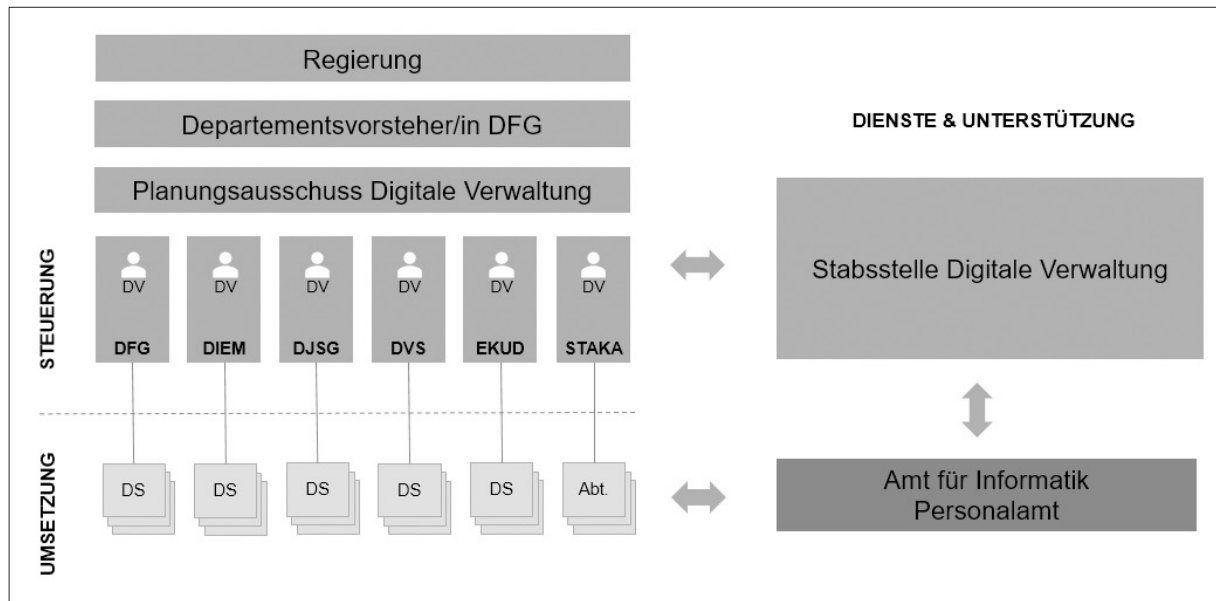 Regierung
Departementsvorsteher/in DFG
Planungsausschuss Digitale Verwaltung
STEUERUNG
DV DV DV DV DV DV
DFG DIEM DJSG DVS EKUD STAKA
UMSETZUNG
DS DS DS DS DS Abt.
DIENSTE & UNTERSTÜTZUNG
Stabsstelle Digitale Verwaltung
Amt für Informatik
Personalamt